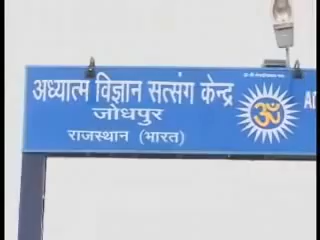 अध्यात्म विज्ञान सत्संग केन्द्र
जोधपुर
राजस्थान (भारत)
ॐ